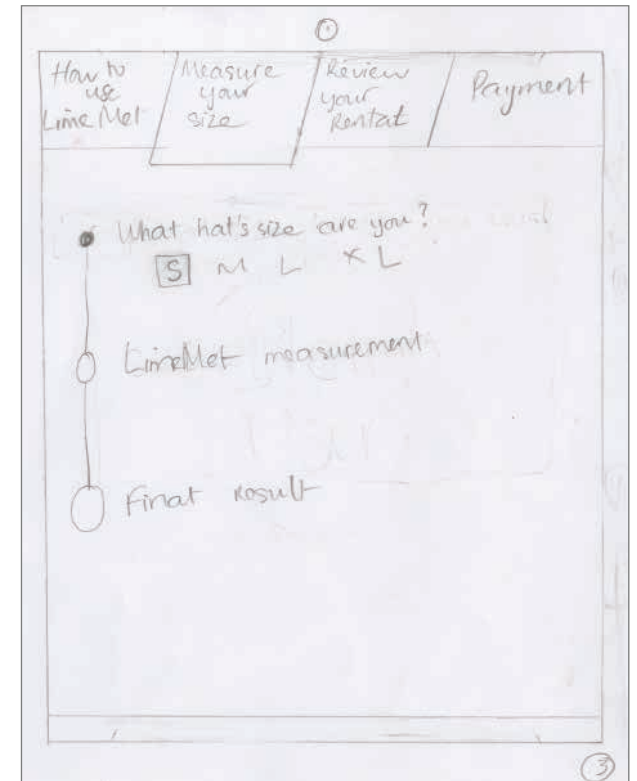 How to
use
Lime Met
Measure
your
size
Review
your
Rental
Payment
What hat's size are you?
S M L XL
LimeMet measurement
Final result
3